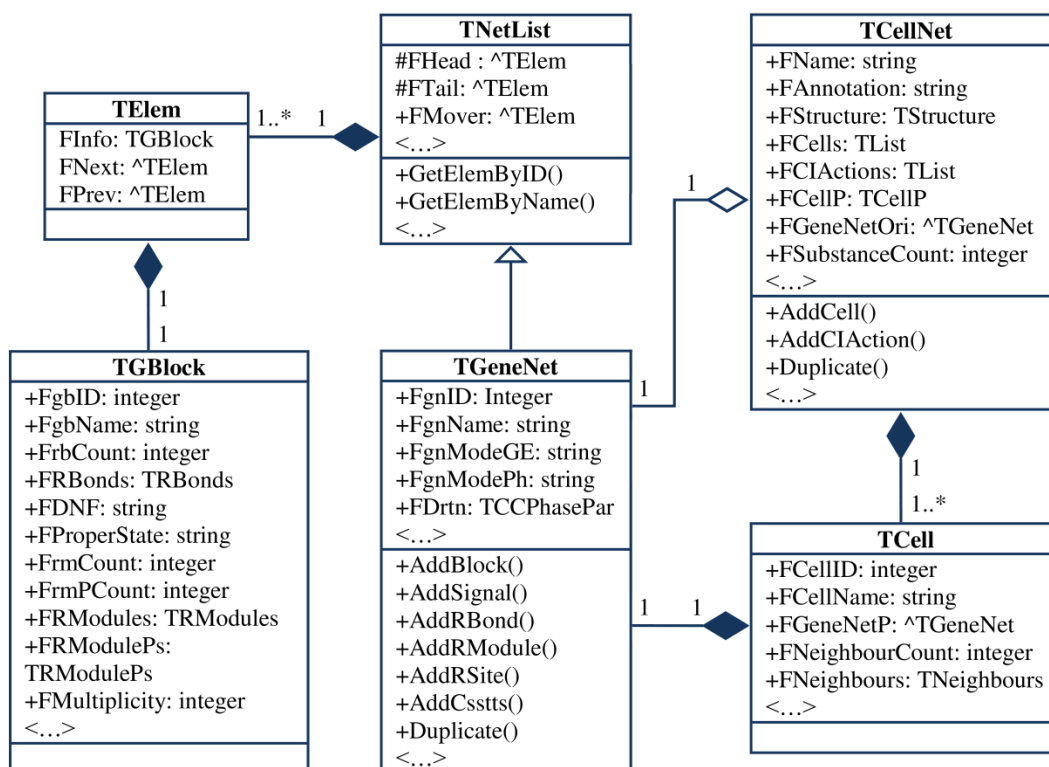 TNetList
#FHead : ^TElem
#FTail: ^TElem
+FMover: ^TElem
<...>
+GetElemByID()
+GetElemByName()
<...>
TCellNet
+FName: string
+FAnnotation: string
+FStructure: TStructure
+FCells: TList
+FCIActions: TList
+FCellP: TCellP
+FGeneNetOri: ^TGeneNet
+FSubstanceCount: integer
<...>
+AddCell()
+AddCIAction()
+Duplicate()
<...>
TElem
FInfo: TGBlock
FNext: ^TElem
FPrev: ^TElem
1..*
1
1
1
1
1
TGBlock
+FgbID: integer
+FgbName: string
+FrbCount: integer
+FRBonds: TRBonds
+FDNF: string
+FProperState: string
+FrmCount: integer
+FrmPCount: integer
+FRModules: TRModules
+FRModulePs:
TRModulePs
+FMultiplicity: integer
<...>
TGeneNet
+FgnID: Integer
+FgnName: string
+FgnModeGE: string
+FgnModePh: string
+FDrtn: TCCPhasePar
<...>
+AddBlock()
+AddSignal()
+AddRBond()
+AddRModule()
+AddRSite()
+AddCsstts()
+Duplicate()
<...>
1
1..*
1
1
TCell
+FCellID: integer
+FCellName: string
+FGeneNetP: ^TGeneNet
+FNeighbourCount: integer
+FNeighbours: TNeighbours
<...>